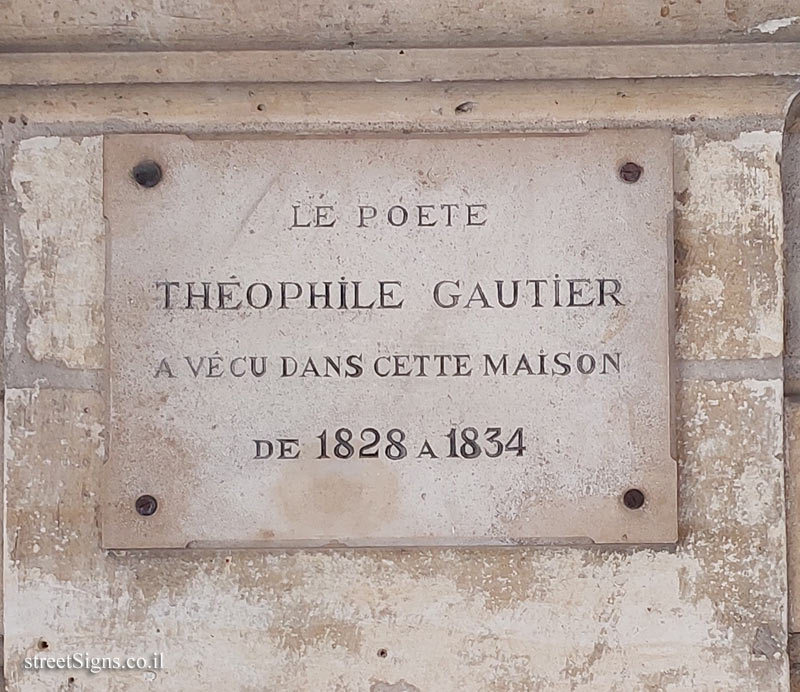 LE POETE
THÉOPHILE GAUTIER
A VÉCU DANS CETTE MAISON
DE 1828 A 1834
streetSigns.co.il